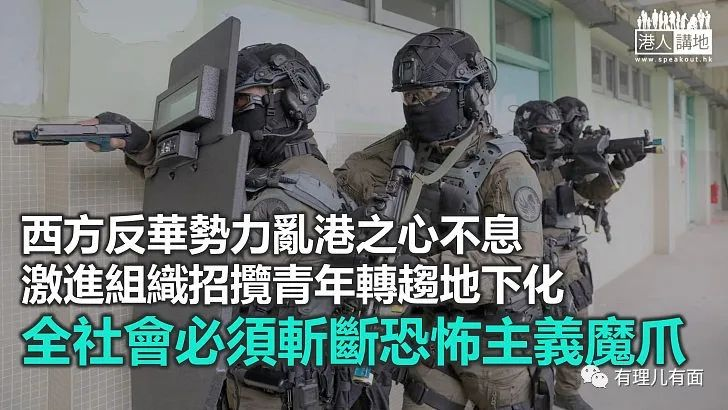 港人講地
www.speakout.hk
西方反華勢力亂港之心不息
激進組織招攬青年轉趨地下化
全社會必須斬斷恐怖主義魔爪
有理儿有面